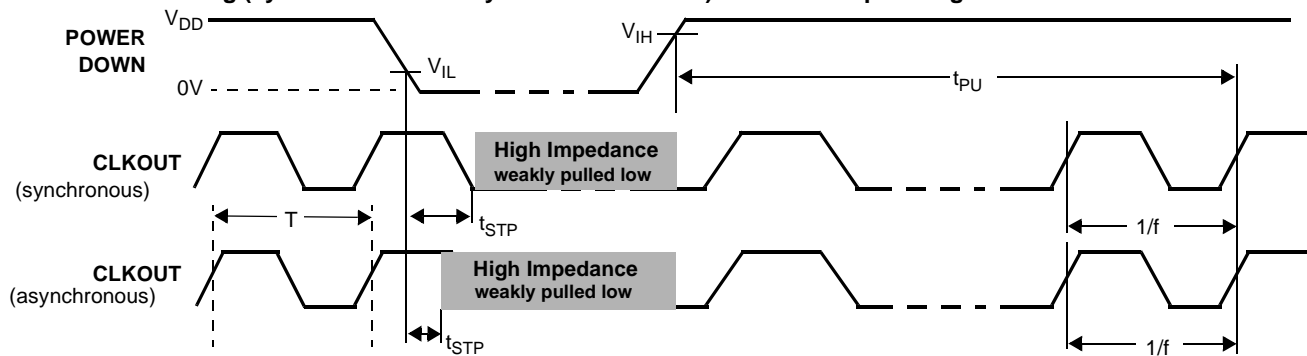 V_DD
POWER
DOWN
V_IH
V_IL
0V
t_PU
CLKOUT
(synchronous)
High Impedance
weakly pulled low
T
t_STP
1/f
CLKOUT
(asynchronous)
High Impedance
weakly pulled low
t_STP
1/f